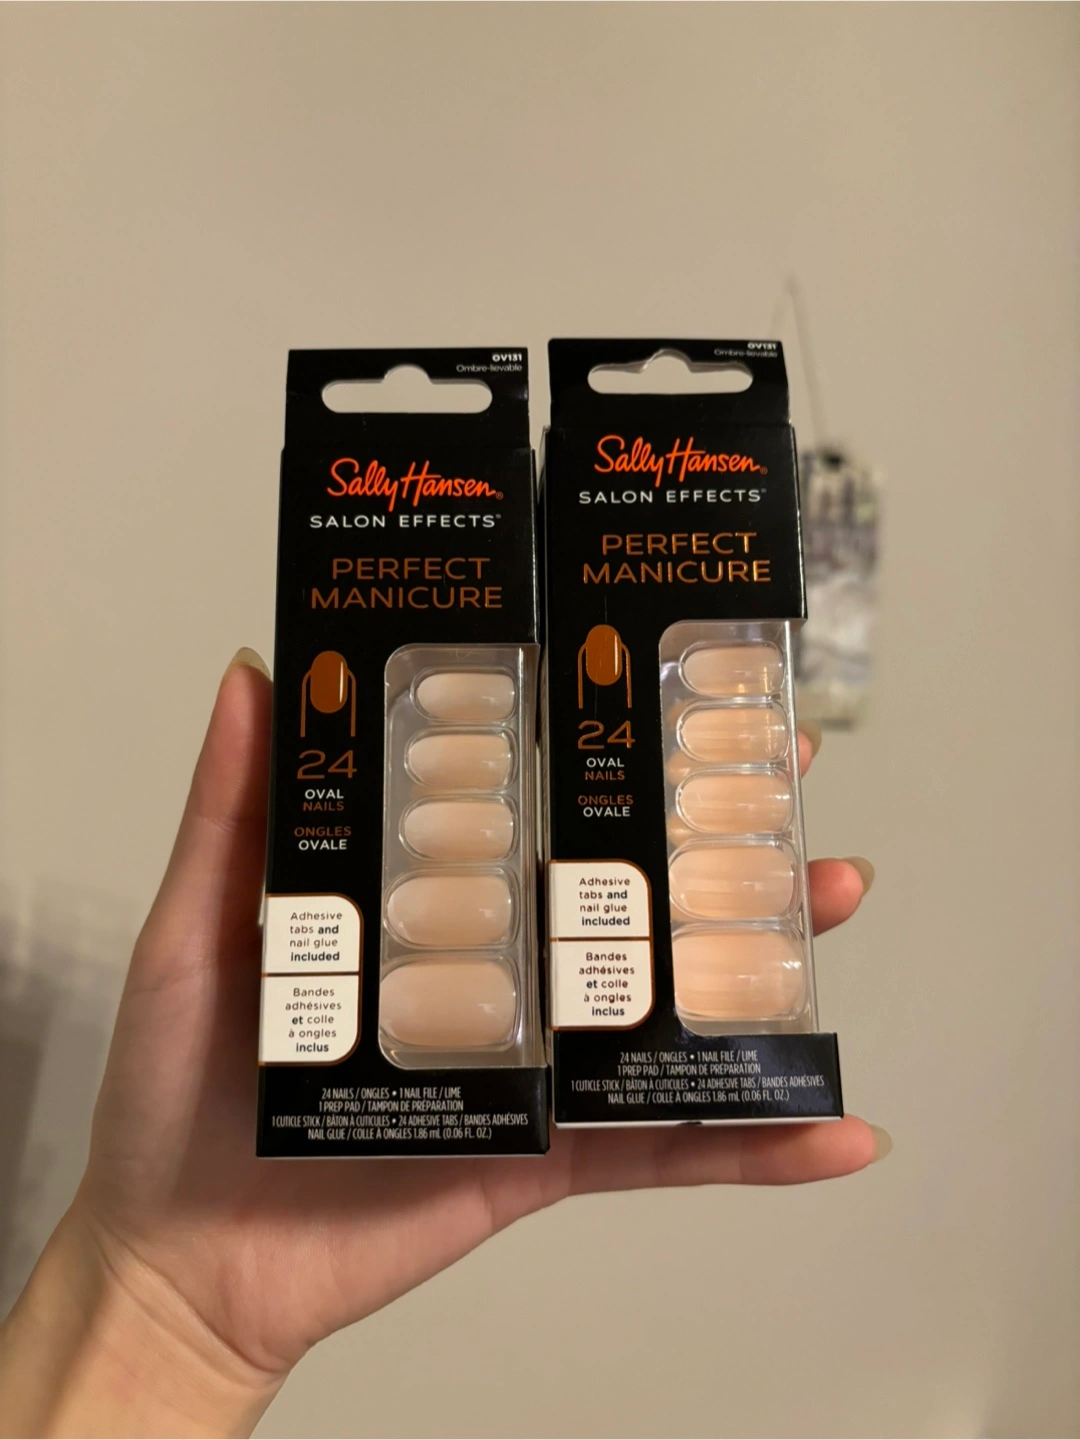 OV131
Ombre-lievable
Sally Hansen®
SALON EFFECTS®
PERFECT
MANICURE
24
OVAL
NAILS
ONGLES
OVALE
Adhesive
tabs and
nail glue
included
Bandes
adhésives
et colle
à ongles
inclus
24 NAILS / ONGLES • 1 NAIL FILE / LIME
1 PREP PAD / TAMPON DE PRÉPARATION
1 CUTICLE STICK / BÂTON À CUTICULES • 24 ADHESIVE TABS / BANDES ADHÉSIVES
NAIL GLUE / COLLE À ONGLES 1.86 mL (0.06 FL. OZ.)
OV131
Ombre-lievable
Sally Hansen®
SALON EFFECTS®
PERFECT
MANICURE
24
OVAL
NAILS
ONGLES
OVALE
Adhesive
tabs and
nail glue
included
Bandes
adhésives
et colle
à ongles
inclus
24 NAILS / ONGLES • 1 NAIL FILE / LIME
1 PREP PAD / TAMPON DE PRÉPARATION
1 CUTICLE STICK / BÂTON À CUTICULES • 24 ADHESIVE TABS / BANDES ADHÉSIVES
NAIL GLUE / COLLE À ONGLES 1.86 mL (0.06 FL. OZ.)